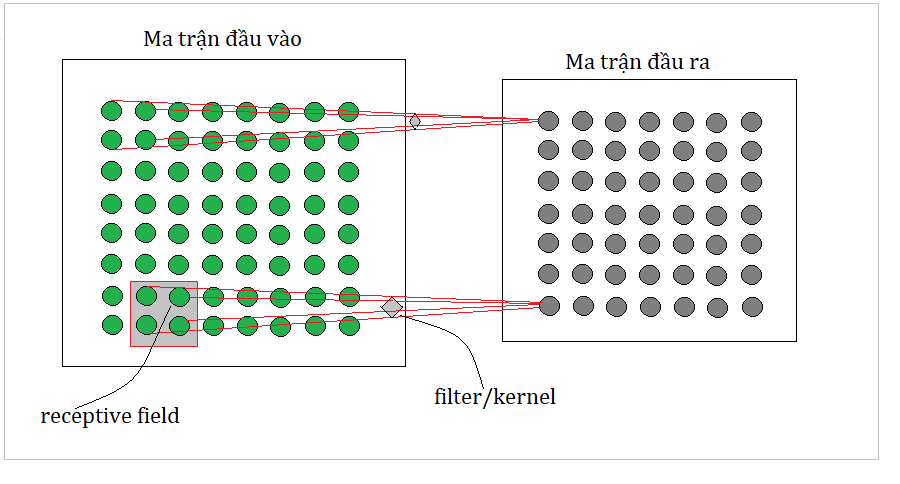 Ma trận đầu vào
Ma trận đầu ra
filter/kernel
receptive field